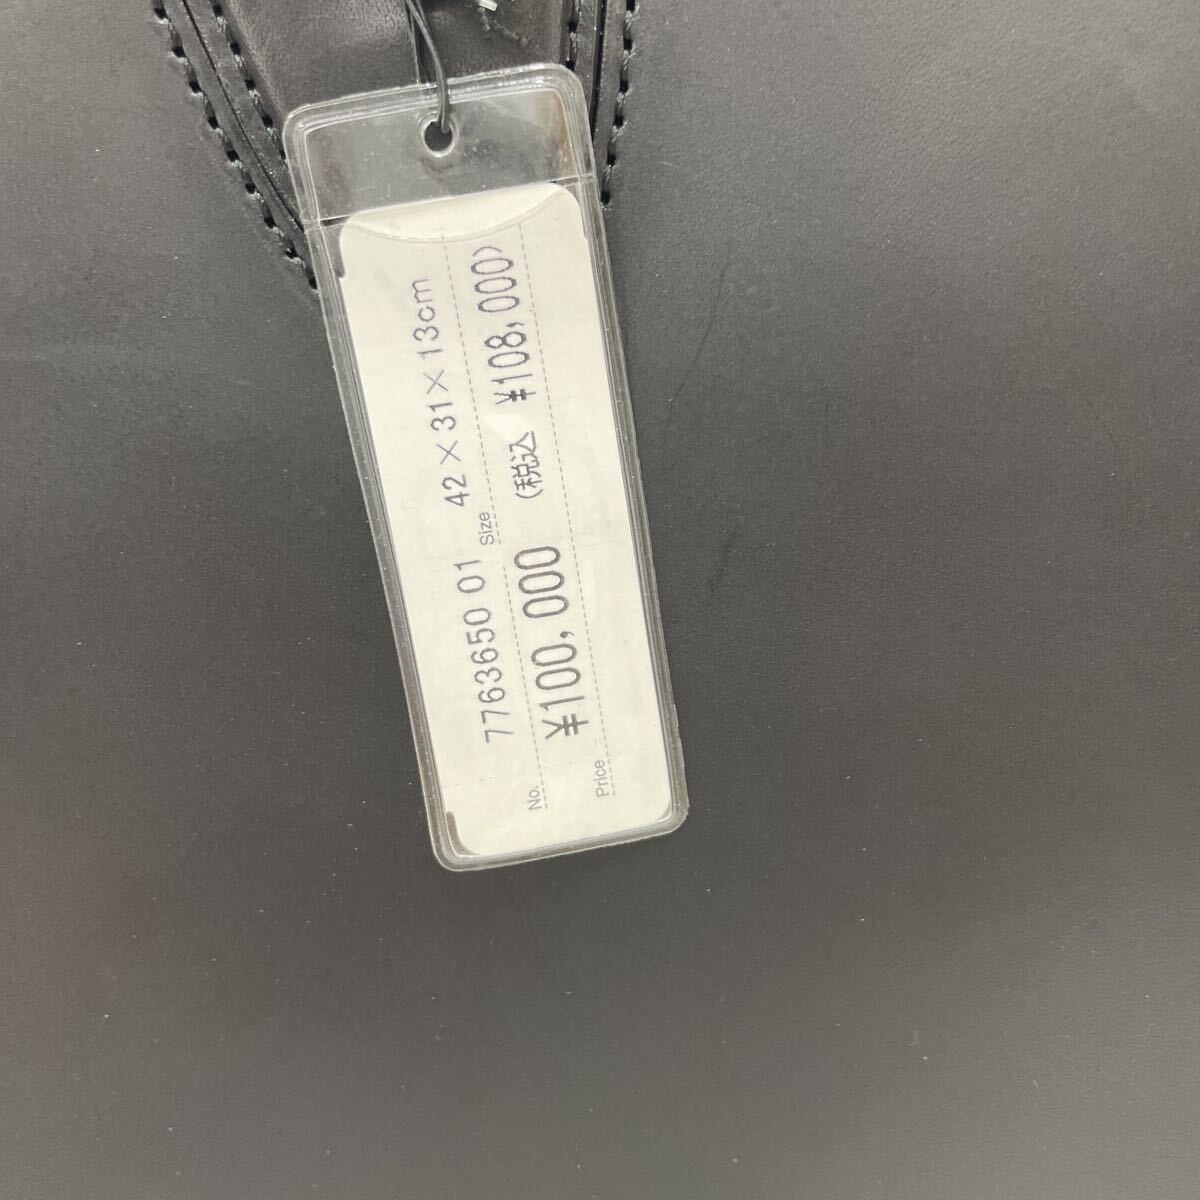 No. 7763650 01 Size 42×31×13cm
Price ¥100,000 (税込 ¥108,000)